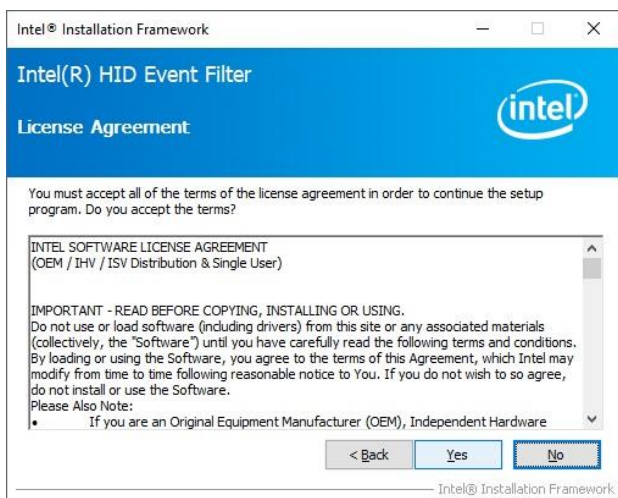 Intel® Installation Framework
Intel(R) HID Event Filter
intel
License Agreement
You must accept all of the terms of the license agreement in order to continue the setup
program. Do you accept the terms?
INTEL SOFTWARE LICENSE AGREEMENT
(OEM / IHV / ISV Distribution & Single User)
IMPORTANT - READ BEFORE COPYING, INSTALLING OR USING.
Do not use or load software (including drivers) from this site or any associated materials
(collectively, the "Software") until you have carefully read the following terms and conditions.
By loading or using the Software, you agree to the terms of this Agreement, which Intel may
modify from time to time following reasonable notice to You. If you do not wish to so agree,
do not install or use the Software.
Please Also Note:
• If you are an Original Equipment Manufacturer (OEM), Independent Hardware
< Back Yes No
Intel® Installation Framework